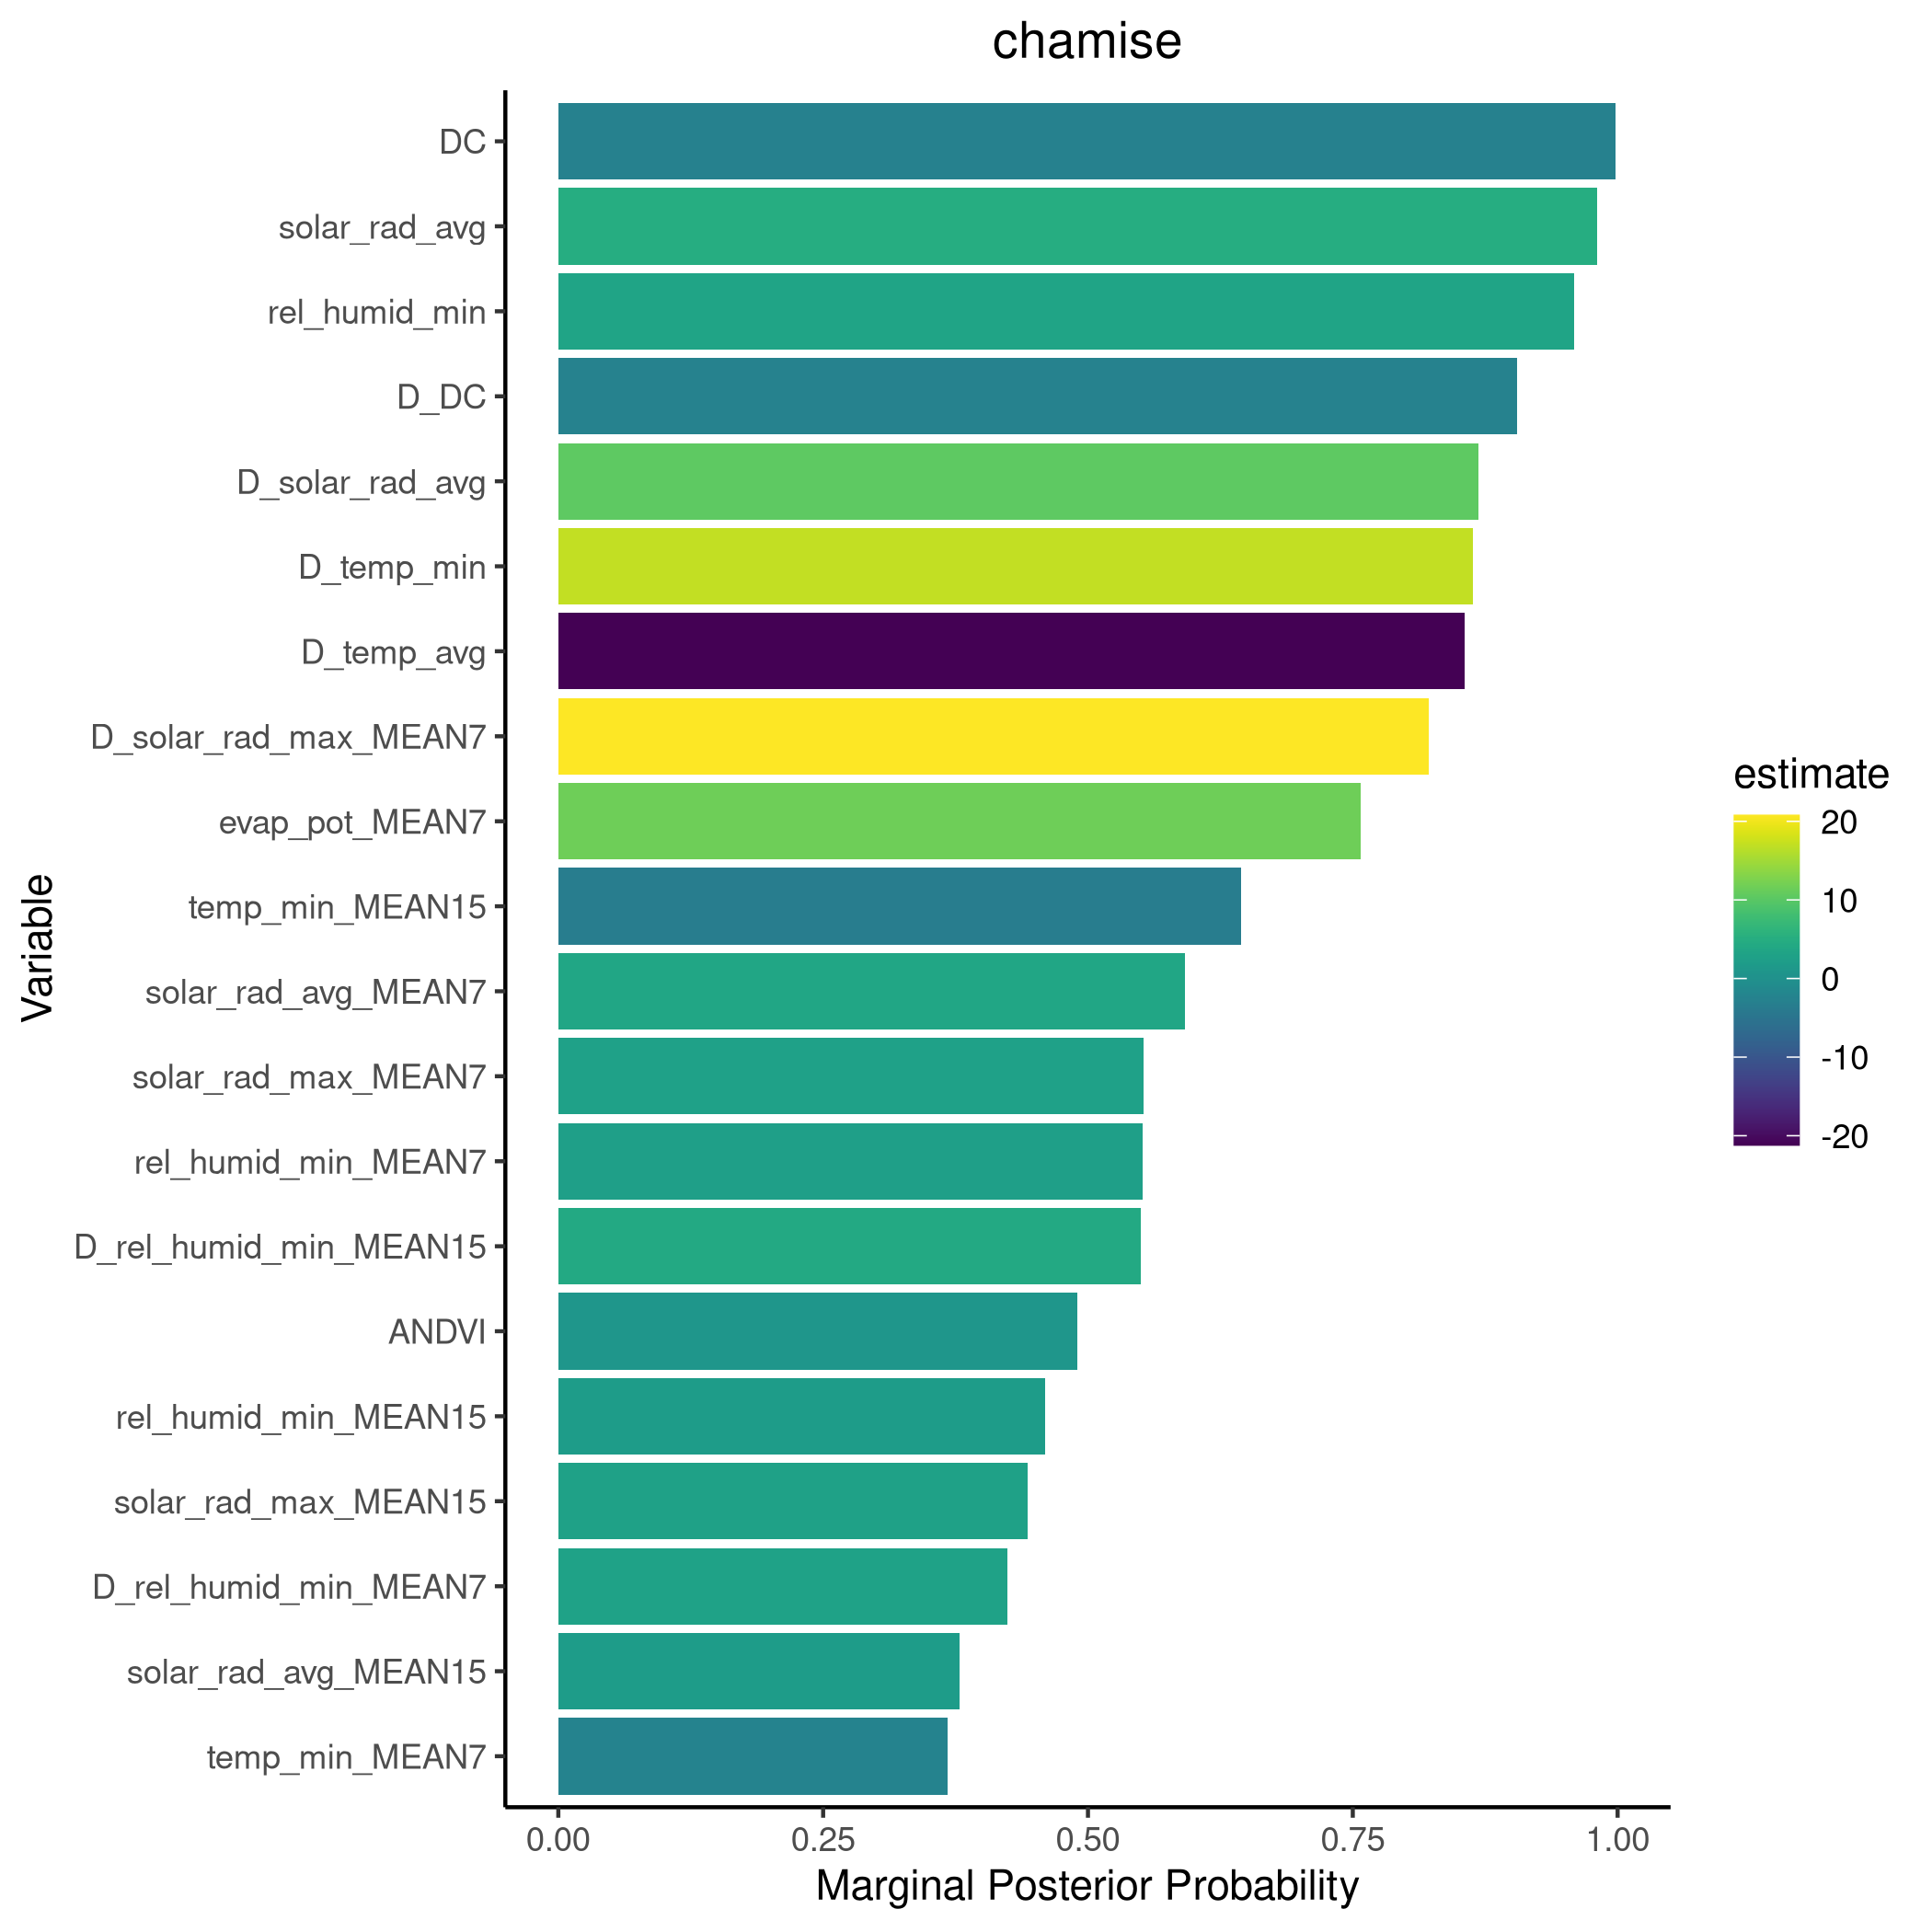 chamise
DC
solar_rad_avg
rel_humid_min
D_DC
D_solar_rad_avg
D_temp_min
D_temp_avg
D_solar_rad_max_MEAN7
evap_pot_MEAN7
temp_min_MEAN15
solar_rad_avg_MEAN7
solar_rad_max_MEAN7
rel_humid_min_MEAN7
D_rel_humid_min_MEAN15
ANDVI
rel_humid_min_MEAN15
solar_rad_max_MEAN15
D_rel_humid_min_MEAN7
solar_rad_avg_MEAN15
temp_min_MEAN7
Variable
0.00 0.25 0.50 0.75 1.00
Marginal Posterior Probability
estimate
20
10
0
-10
-20